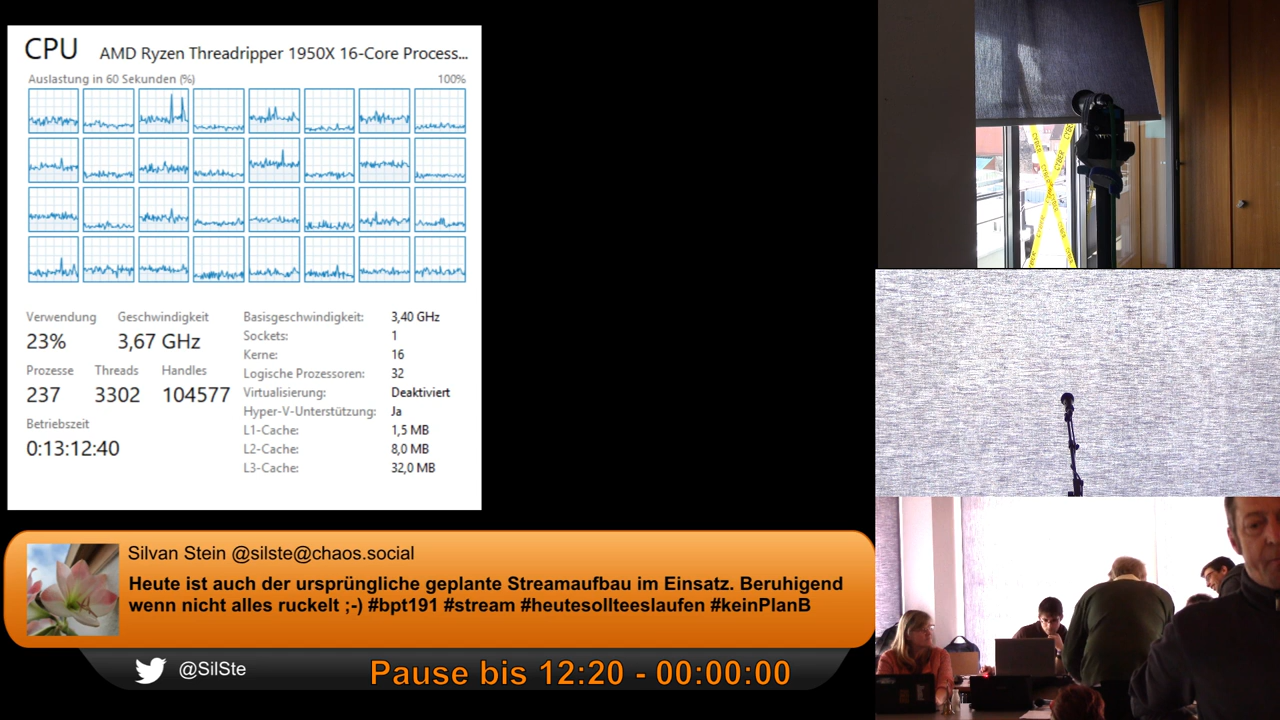 CPU AMD Ryzen Threadripper 1950X 16-Core Process...
Auslastung in 60 Sekunden (%) 100%
Verwendung Geschwindigkeit
23% 3,67 GHz
Prozesse Threads Handles
237 3302 104577
Betriebszeit
0:13:12:40
Basisgeschwindigkeit: 3,40 GHz
Sockets: 1
Kerne: 16
Logische Prozessoren: 32
Virtualisierung: Deaktiviert
Hyper-V-Unterstützung: Ja
L1-Cache: 1,5 MB
L2-Cache: 8,0 MB
L3-Cache: 32,0 MB
CYBER
CYBER
CYBER
Silvan Stein @silste@chaos.social
Heute ist auch der ursprüngliche geplante Streamaufbau im Einsatz. Beruhigend
wenn nicht alles ruckelt ;-) #bpt191 #stream #heutesollteeslaufen #keinPlanB
@SilSte
Pause bis 12:20 - 00:00:00